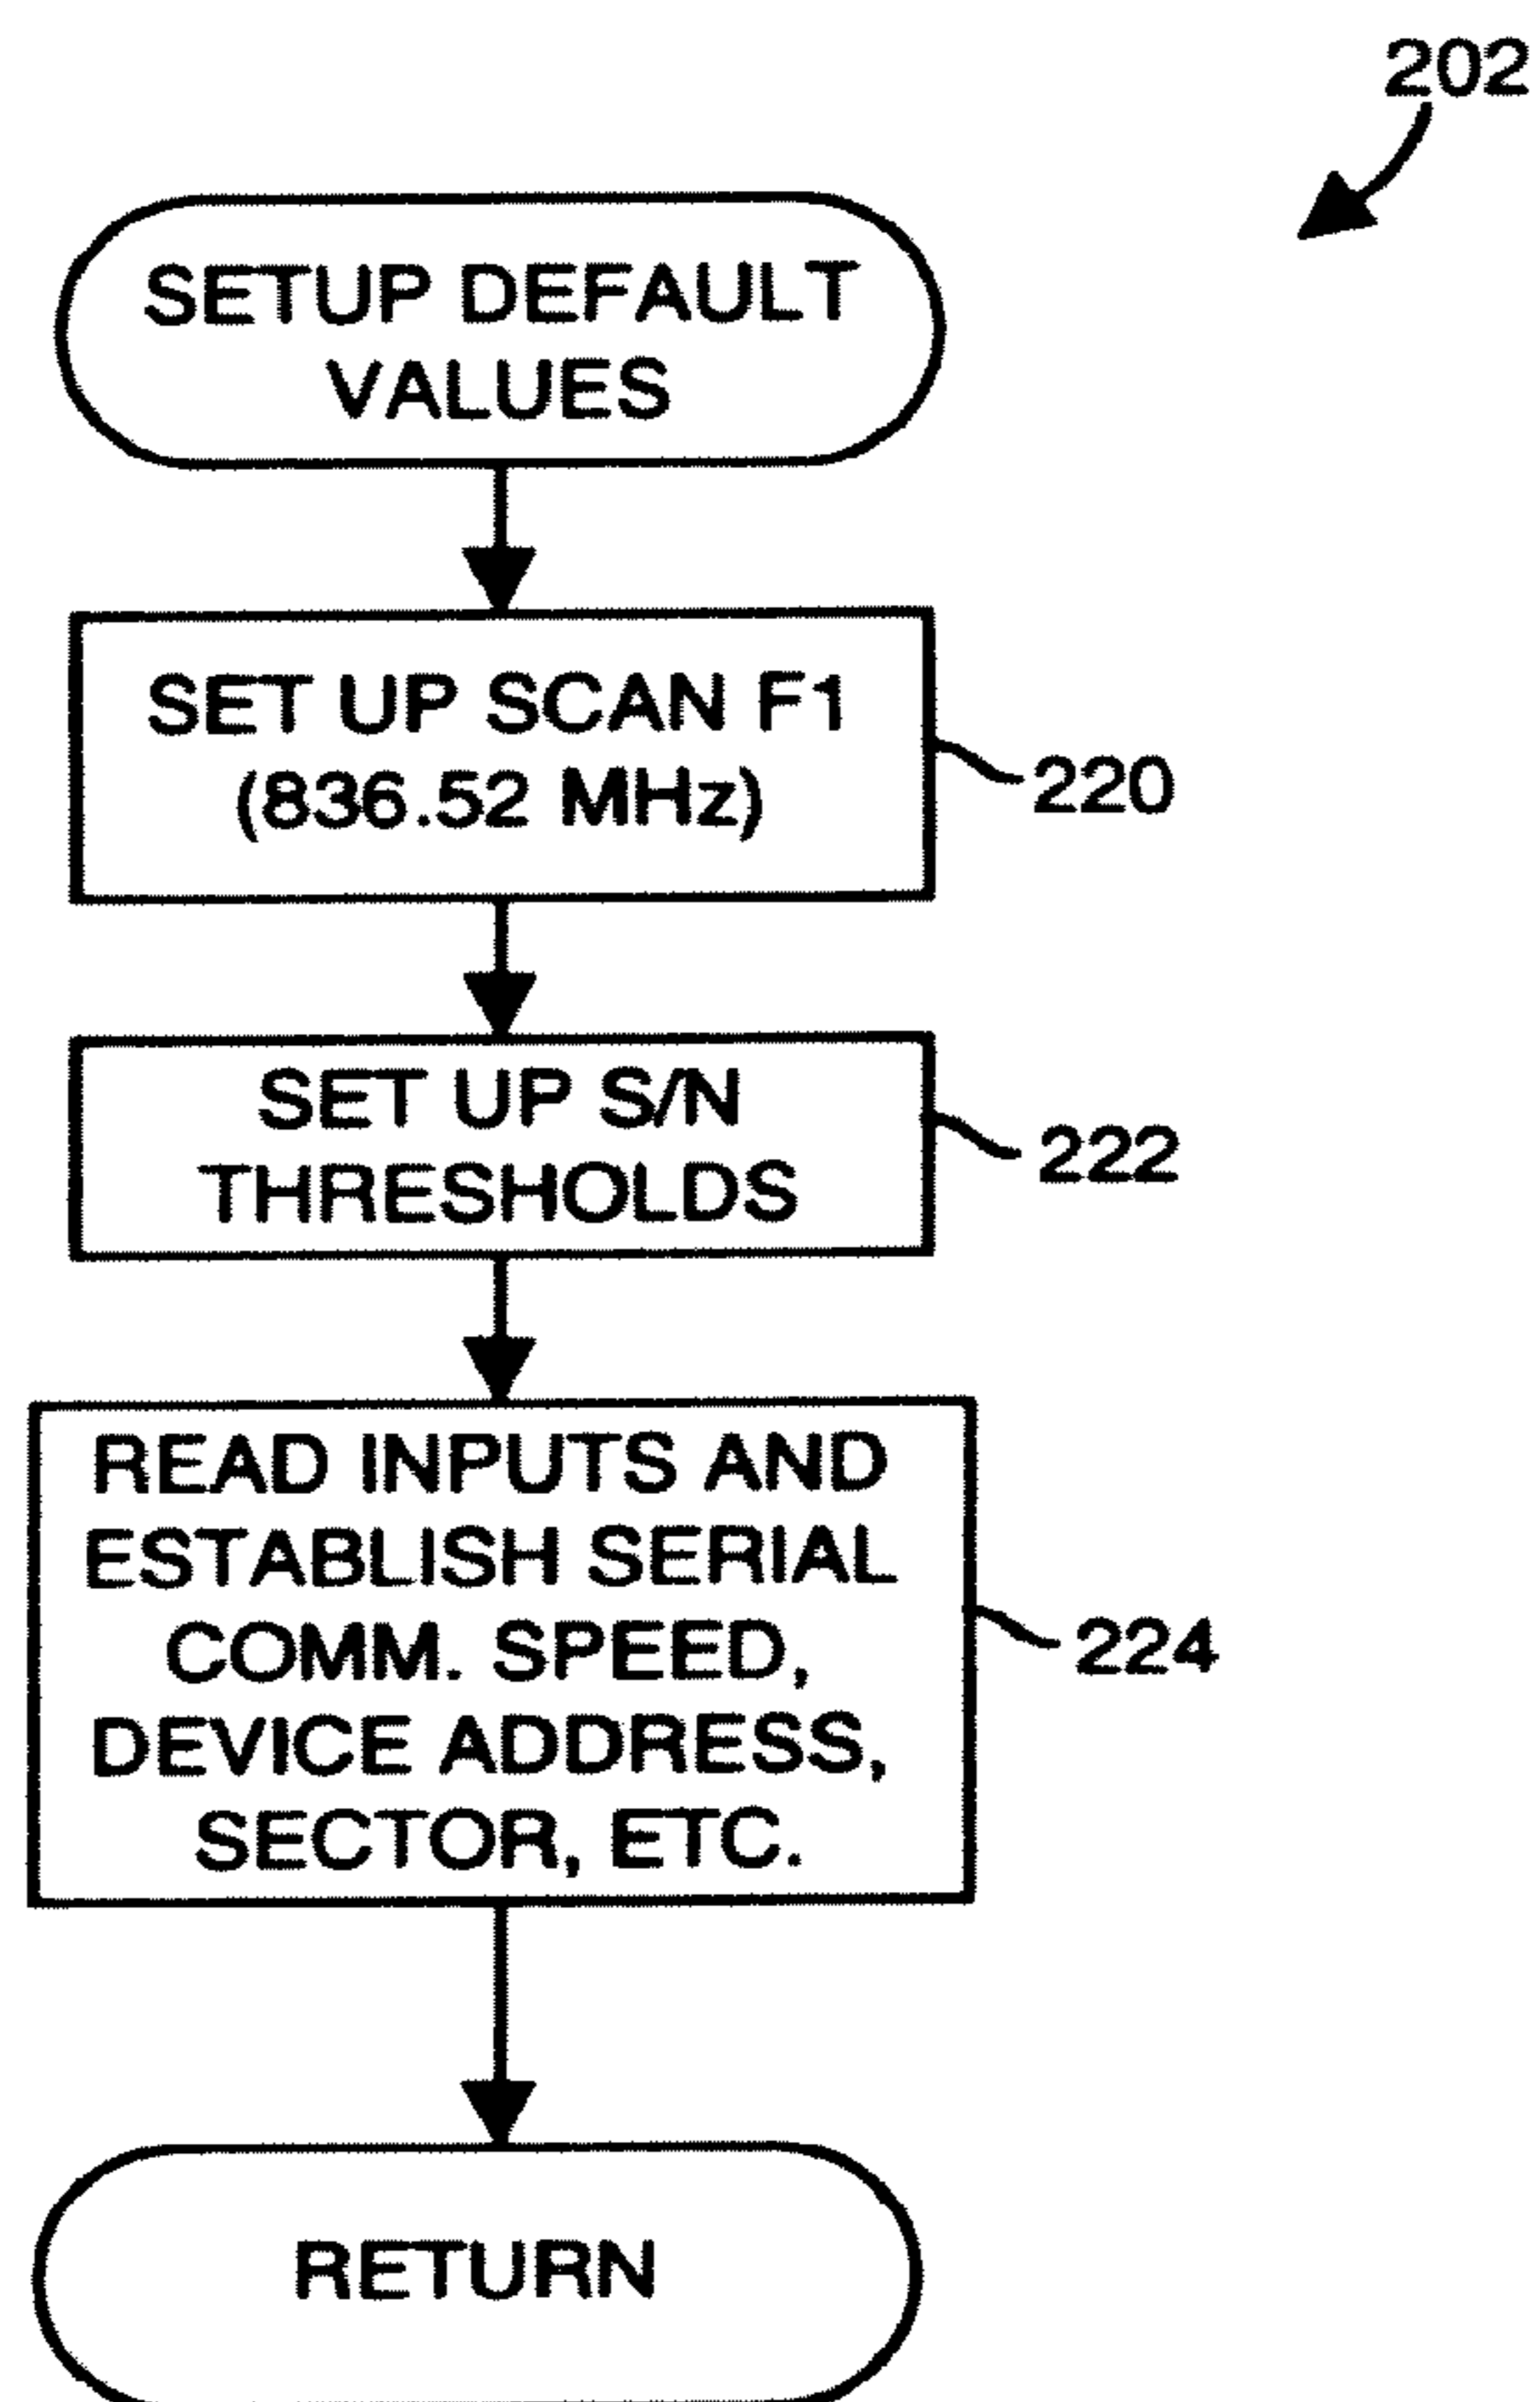 202
SETUP DEFAULT
VALUES
SET UP SCAN F1
(836.52 MHz)
220
SET UP S/N
THRESHOLDS
222
READ INPUTS AND
ESTABLISH SERIAL
COMM. SPEED,
DEVICE ADDRESS,
SECTOR, ETC.
224
RETURN